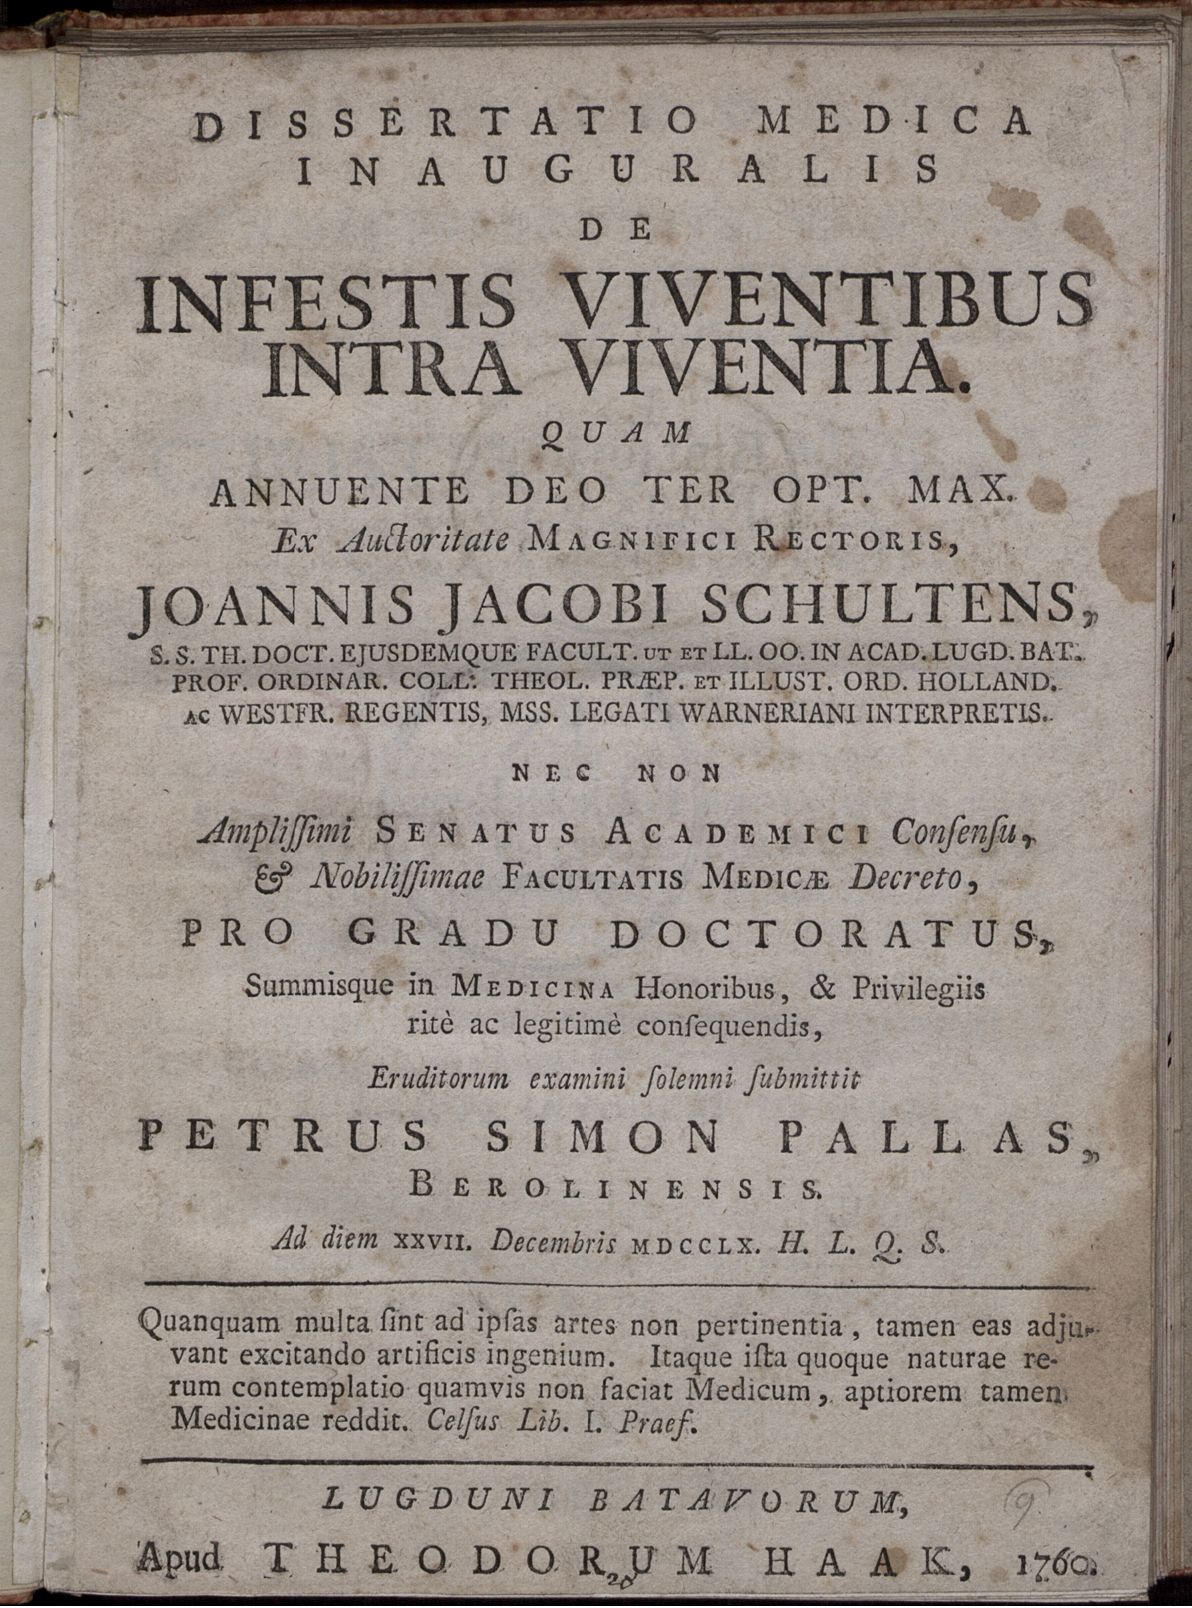 DISSERTATIO MEDICA
INAUGURALIS
DE
INFESTIS VIVENTIBUS
INTRA VIVENTIA.
QUAM
ANNUENTE DEO TER OPT. MAX.
Ex Auctoritate MAGNIFICI RECTORIS,
JOANNIS JACOBI SCHULTENS,
S. S. TH. DOCT. EJUSDEMQUE FACULT. UT ET LL. OO. IN ACAD. LUGD. BAT.
PROF. ORDINAR. COLL. THEOL. PRÆP. ET ILLUST. ORD. HOLLAND.
AC WESTFR. REGENTIS, MSS. LEGATI WARNERIANI INTERPRETIS.
NEC NON
Ampliſſimi SENATUS ACADEMICI Conſenſu,
& Nobiliſſimae FACULTATIS MEDICÆ Decreto,
PRO GRADU DOCTORATUS,
Summisque in MEDICINA Honoribus, & Privilegiis
ritè ac legitimè conſequendis,
Eruditorum examini ſolemni ſubmittit
PETRUS SIMON PALLAS,
BEROLINENSIS.
Ad diem XXVII. Decembris MDCCLX. H. L. Q. S.
Quanquam multa ſint ad ipſas artes non pertinentia, tamen eas adju-
vant excitando artificis ingenium. Itaque iſta quoque naturae re-
rum contemplatio quamvis non faciat Medicum, aptiorem tamen
Medicinae reddit. Celſus Lib. I. Praef.
LUGDUNI BATAVORUM,
9
Apud THEODORUM HAAK, 1760.